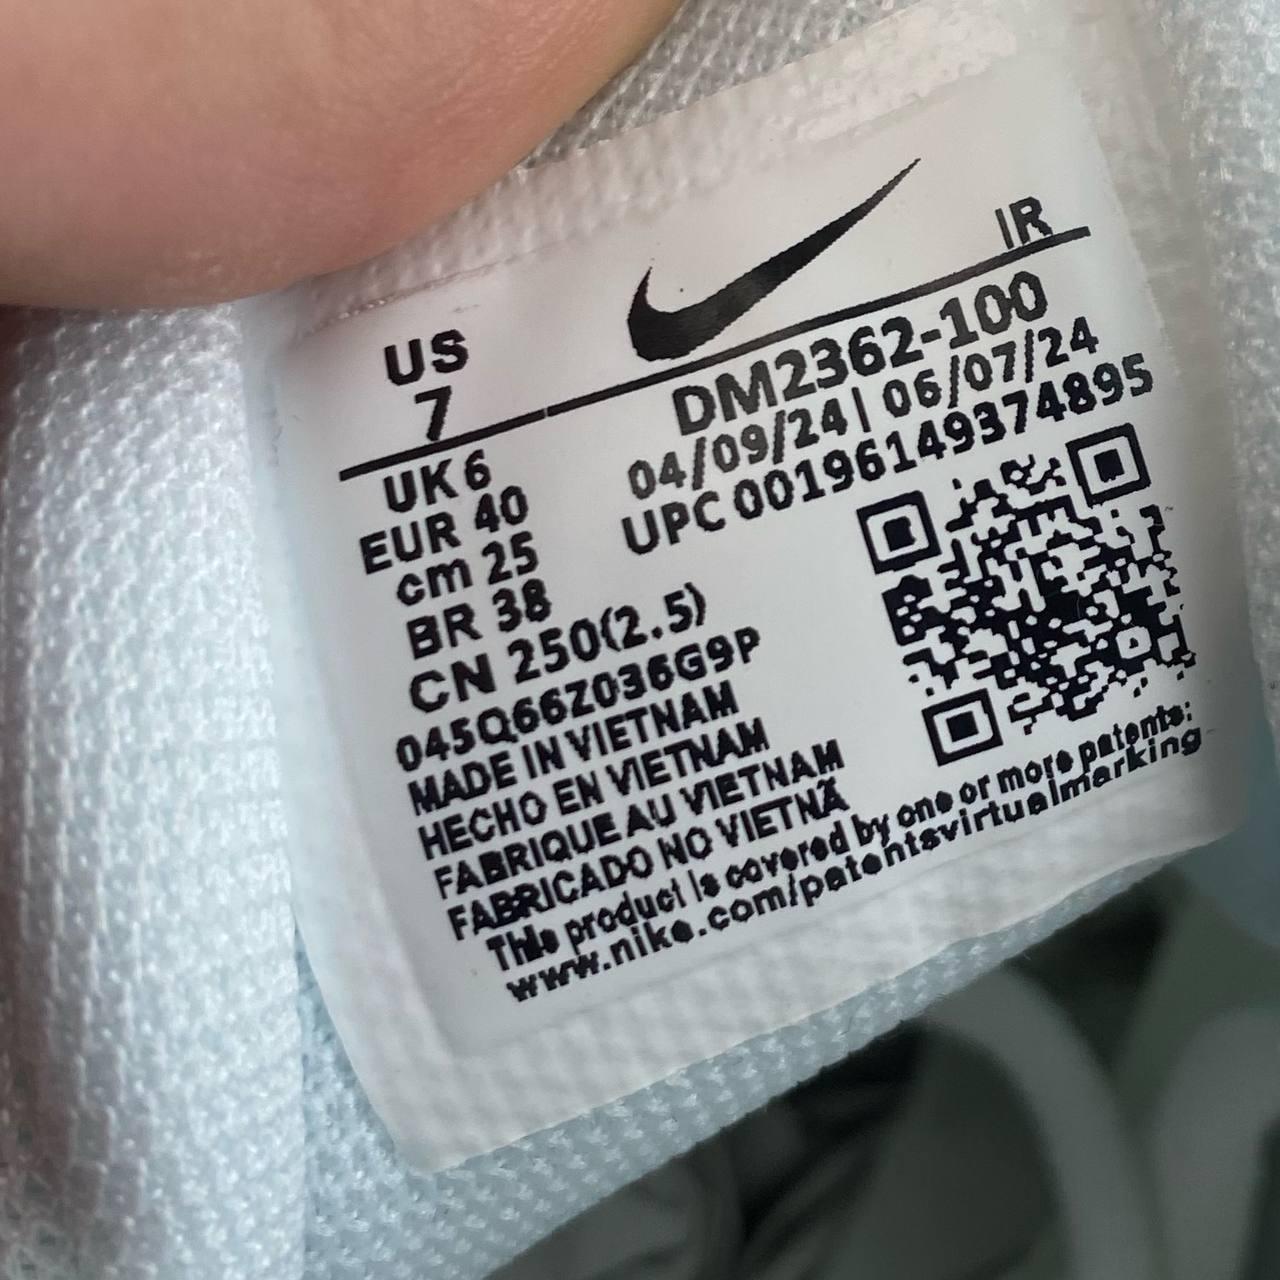 IR
US
7
DM2362-100
04/09/24| 06/07/24
UPC 00196149374895
UK 6
EUR 40
cm 25
BR 38
CN 250(2.5)
045Q66Z036G9P
MADE IN VIETNAM
HECHO EN VIETNAM
FABRIQUE AU VIETNAM
FABRICADO NO VIETNÃ
This product is covered by one or more patents:
www.nike.com/patentsvirtualmarking